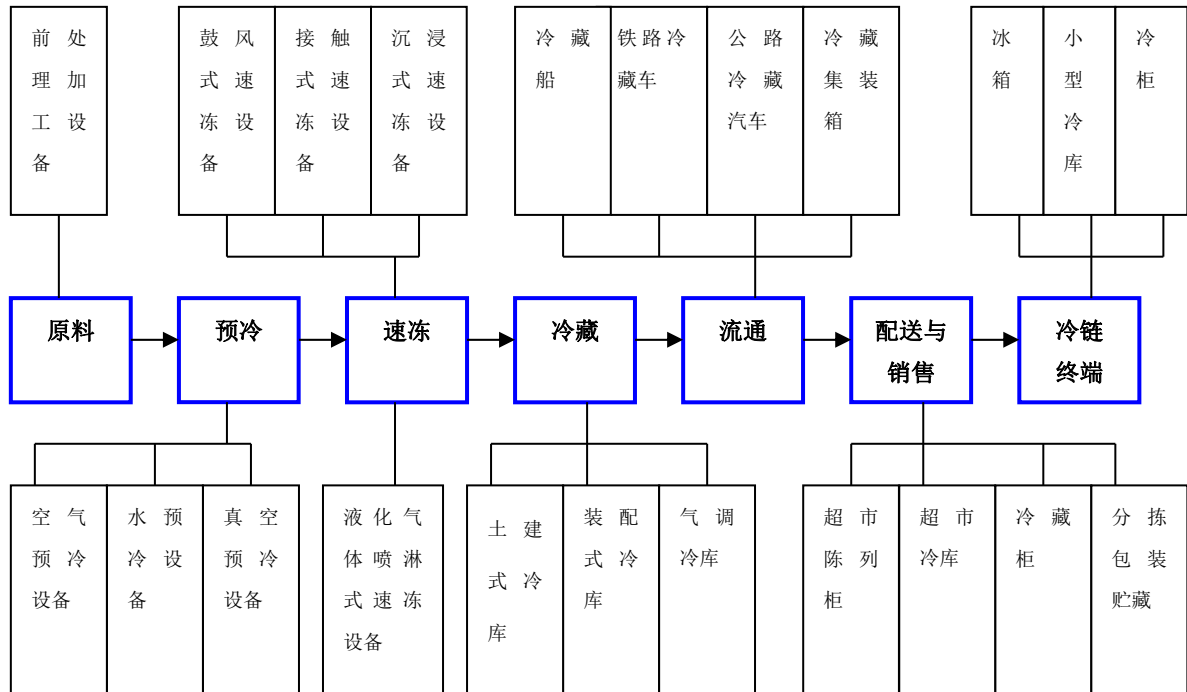 前处
理加
工设
备
鼓风
式速
冻设
备
接触
式速
冻设
备
沉浸
式速
冻设
备
冷藏
船
铁路冷
藏车
公路
冷藏
汽车
冷藏
集装
箱
冰
箱
小
型
冷
库
冷
柜
原料
预冷
速冻
冷藏
流通
配送与
销售
冷链
终端
空气
预冷
设备
水预
冷设
备
真空
预冷
设备
液化气
体喷淋
式速冻
设备
土建
式冷
库
装配
式冷
库
气调
冷库
超市
陈列
柜
超市
冷库
冷藏
柜
分拣
包装
贮藏